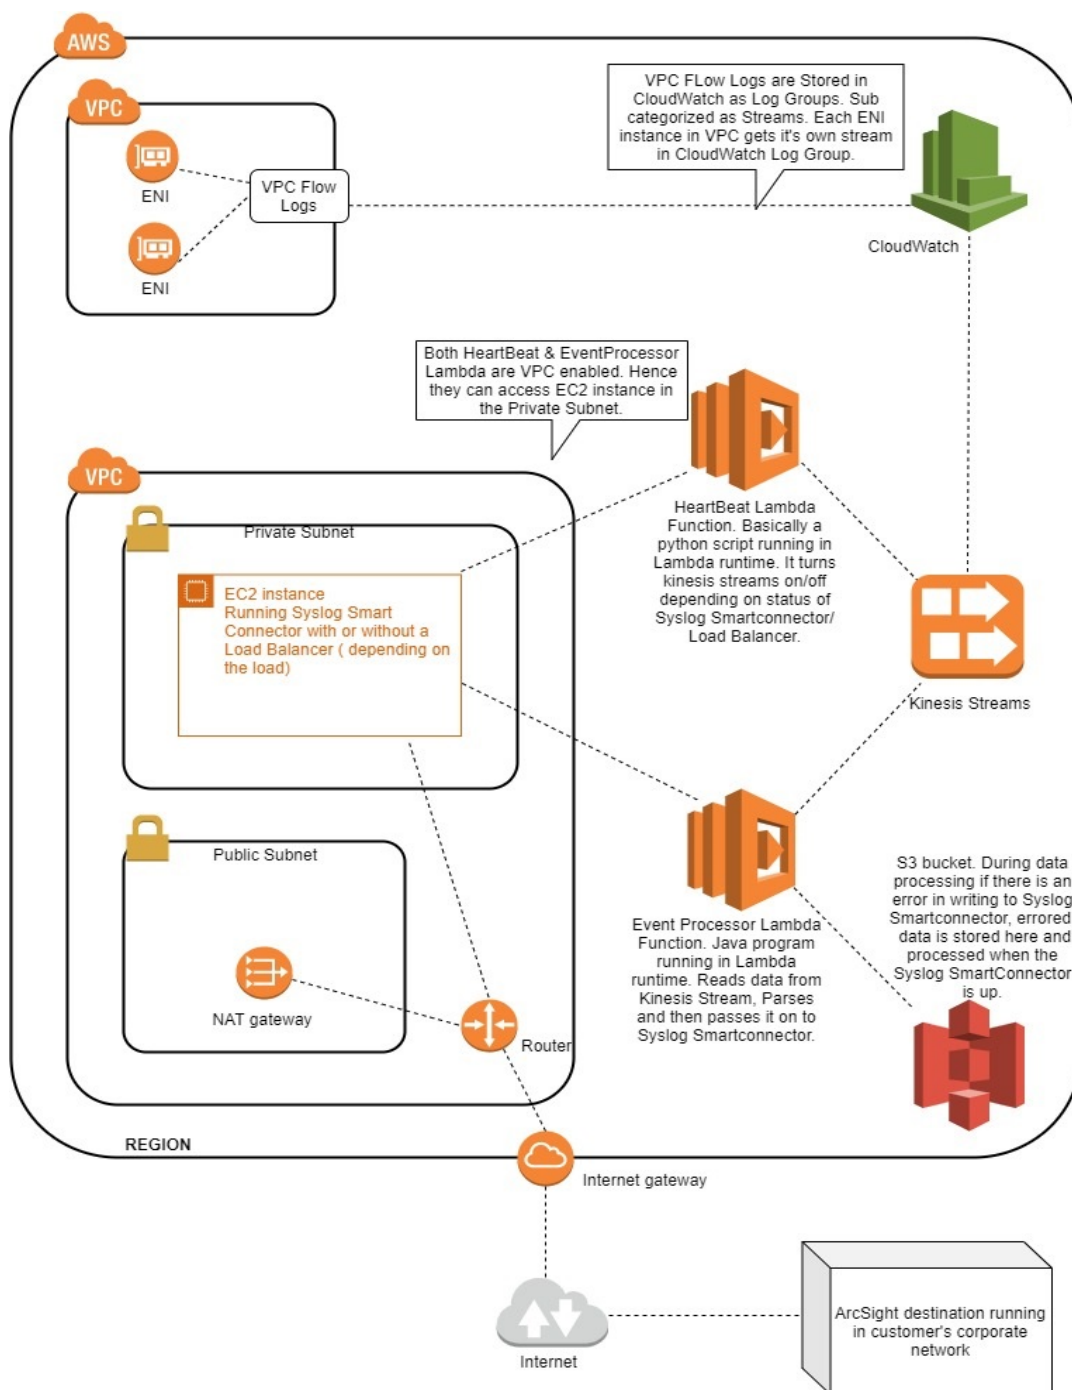 AWS
VPC
ENI
ENI
VPC Flow
Logs
VPC FLow Logs are Stored in
CloudWatch as Log Groups. Sub
categorized as Streams. Each ENI
instance in VPC gets it's own stream
in CloudWatch Log Group.
CloudWatch
Both HeartBeat & EventProcessor
Lambda are VPC enabled. Hence
they can access EC2 instance in
the Private Subnet.
VPC
Private Subnet
EC2 instance
Running Syslog Smart
Connector with or without a
Load Balancer ( depending on
the load)
HeartBeat Lambda
Function. Basically a
python script running in
Lambda runtime. It turns
kinesis streams on/off
depending on status of
Syslog Smartconnector/
Load Balancer.
Kinesis Streams
Public Subnet
NAT gateway
Router
Event Processor Lambda
Function. Java program
running in Lambda
runtime. Reads data from
Kinesis Stream, Parses
and then passes it on to
Syslog Smartconnector.
S3 bucket. During data
processing if there is an
error in writing to Syslog
Smartconnector, errored
data is stored here and
processed when the
Syslog SmartConnector
is up.
REGION
Internet gateway
Internet
ArcSight destination running
in customer's corporate
network